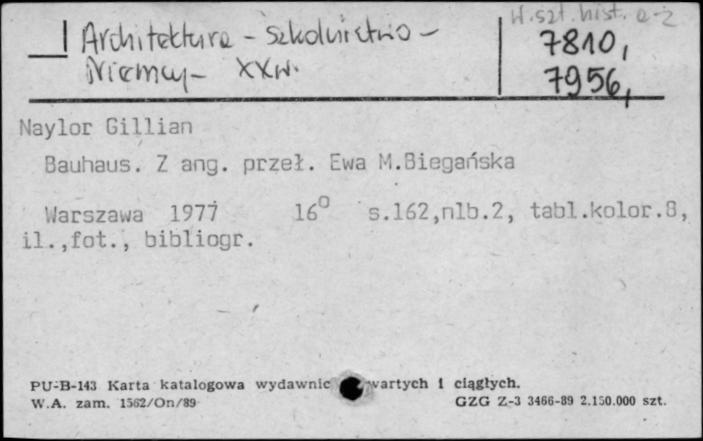 W.szt.hist. a-z
Architektura - szkolnictwo -
7810,
Niemcy - XXw.
7956,
Naylor Gillian
Bauhaus. Z ang. przeł. Ewa M.Biegańska
Warszawa 1977 16° s.162,nlb.2, tabl.kolor.8,
il.,fot., bibliogr.
PU-B-143 Karta katalogowa wydawnic wartych i ciągłych.
W.A. zam. 1562/On/89 GZG Z-3 3466-89 2.150.000 szt.